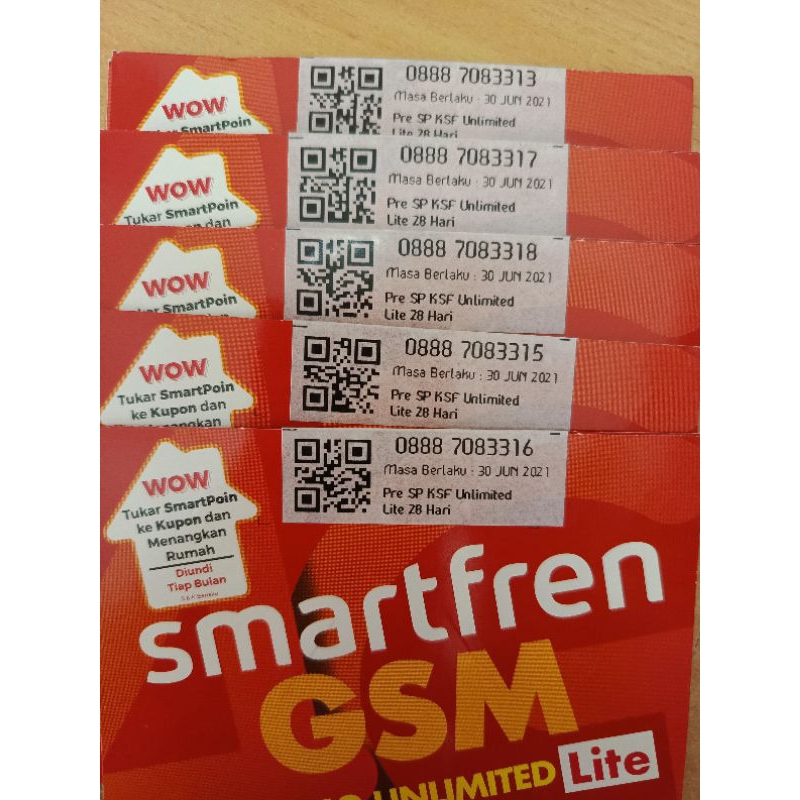 WOW
SmartPoin
0888 7083313
Masa Berlaku : 30 JUN 2021
Pre SP KSF Unlimited
Lite 28 Hari
WOW
Tukar SmartPoin
dan
0888 7083317
Masa Berlaku : 30 JUN 2021
Pre SP KSF Unlimited
Lite 28 Hari
WOW
SmartPoin
0888 7083318
Masa Berlaku : 30 JUN 2021
Pre SP KSF Unlimited
Lite 28 Hari
WOW
Tukar SmartPoin
ke Kupon dan
0888 7083315
Masa Berlaku : 30 JUN 2021
Pre SP KSF Unlimited
Lite 28 Hari
WOW
Tukar SmartPoin
ke Kupon dan
Menangkan
Rumah
Diundi
Tiap Bulan
0888 7083316
Masa Berlaku : 30 JUN 2021
Pre SP KSF Unlimited
Lite 28 Hari
smartfren
GSM
UNLIMITED Lite